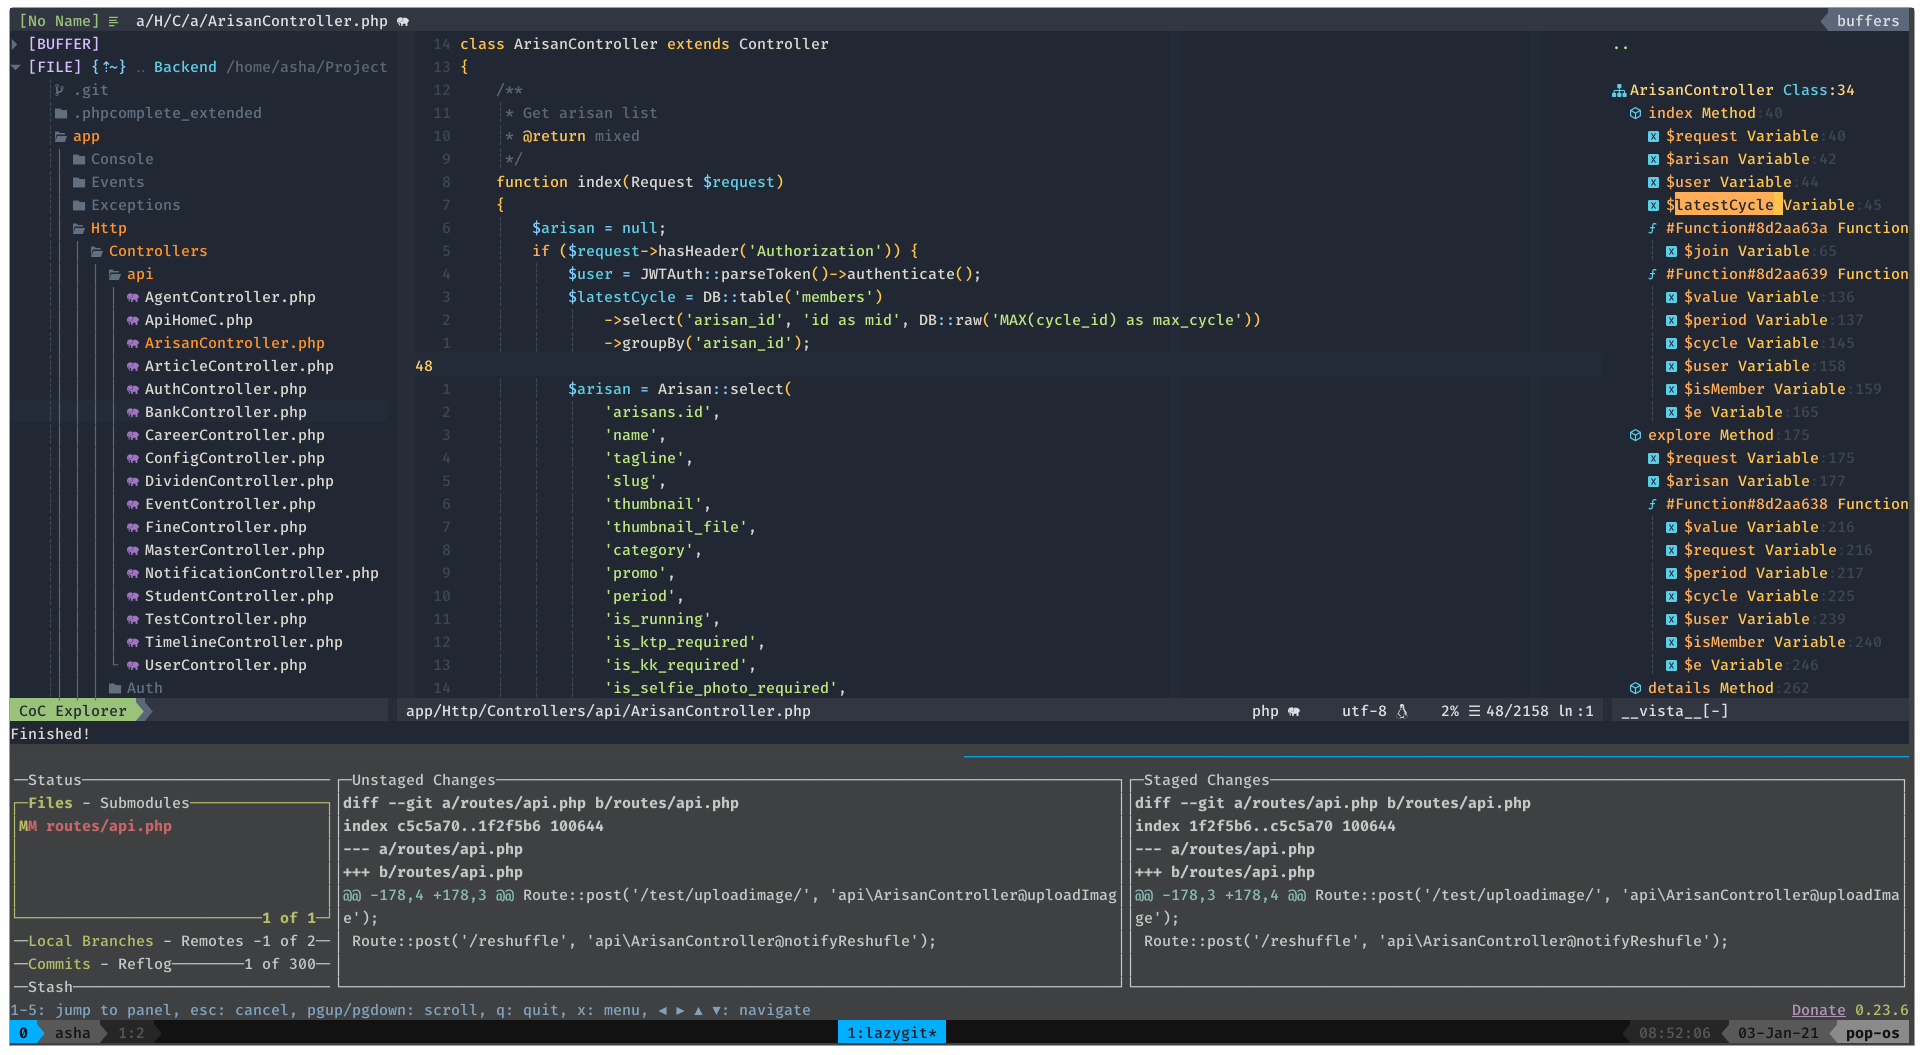 [No Name] a/H/C/a/ArisanController.php
buffers
[BUFFER]
[FILE] {⇡~} .. Backend /home/asha/Project
.git
.phpcomplete_extended
app
Console
Events
Exceptions
Http
Controllers
api
AgentController.php
ApiHomeC.php
ArisanController.php
ArticleController.php
AuthController.php
BankController.php
CareerController.php
ConfigController.php
DividenController.php
EventController.php
FineController.php
MasterController.php
NotificationController.php
StudentController.php
TestController.php
TimelineController.php
UserController.php
Auth
CoC Explorer
14 class ArisanController extends Controller
13 {
12 /**
11 * Get arisan list
10 * @return mixed
9 */
8 function index(Request $request)
7 {
6 $arisan = null;
5 if ($request->hasHeader('Authorization')) {
4 $user = JWTAuth::parseToken()->authenticate();
3 $latestCycle = DB::table('members')
2 ->select('arisan_id', 'id as mid', DB::raw('MAX(cycle_id) as max_cycle'))
1 ->groupBy('arisan_id');
48
1 $arisan = Arisan::select(
2 'arisans.id',
3 'name',
4 'tagline',
5 'slug',
6 'thumbnail',
7 'thumbnail_file',
8 'category',
9 'promo',
10 'period',
11 'is_running',
12 'is_ktp_required',
13 'is_kk_required',
14 'is_selfie_photo_required',
app/Http/Controllers/api/ArisanController.php php utf-8 2% ☰ 48/2158 ln :1
..
ArisanController Class:34
index Method:40
$request Variable:40
$arisan Variable:42
$user Variable:44
$latestCycle Variable:45
#Function#8d2aa63a Function
$join Variable:65
#Function#8d2aa639 Function
$value Variable:136
$period Variable:137
$cycle Variable:145
$user Variable:158
$isMember Variable:159
$e Variable:165
explore Method:175
$request Variable:175
$arisan Variable:177
#Function#8d2aa638 Function
$value Variable:216
$request Variable:216
$period Variable:217
$cycle Variable:225
$user Variable:239
$isMember Variable:240
$e Variable:246
details Method:262
__vista__[-]
Finished!
Status
Files - Submodules
MM routes/api.php
1 of 1
Local Branches - Remotes -1 of 2
Commits - Reflog 1 of 300
Stash
Unstaged Changes
diff --git a/routes/api.php b/routes/api.php
index c5c5a70..1f2f5b6 100644
--- a/routes/api.php
+++ b/routes/api.php
@@ -178,4 +178,3 @@ Route::post('/test/uploadimage/', 'api\ArisanController@uploadImag
e');
Route::post('/reshuffle', 'api\ArisanController@notifyReshufle');
Staged Changes
diff --git a/routes/api.php b/routes/api.php
index 1f2f5b6..c5c5a70 100644
--- a/routes/api.php
+++ b/routes/api.php
@@ -178,3 +178,4 @@ Route::post('/test/uploadimage/', 'api\ArisanController@uploadIma
ge');
Route::post('/reshuffle', 'api\ArisanController@notifyReshufle');
1-5: jump to panel, esc: cancel, pgup/pgdown: scroll, q: quit, x: menu, ◄ ► ▲ ▼: navigate
Donate 0.23.6
0 asha 1:2 1:lazygit* 08:52:06 03-Jan-21 pop-os